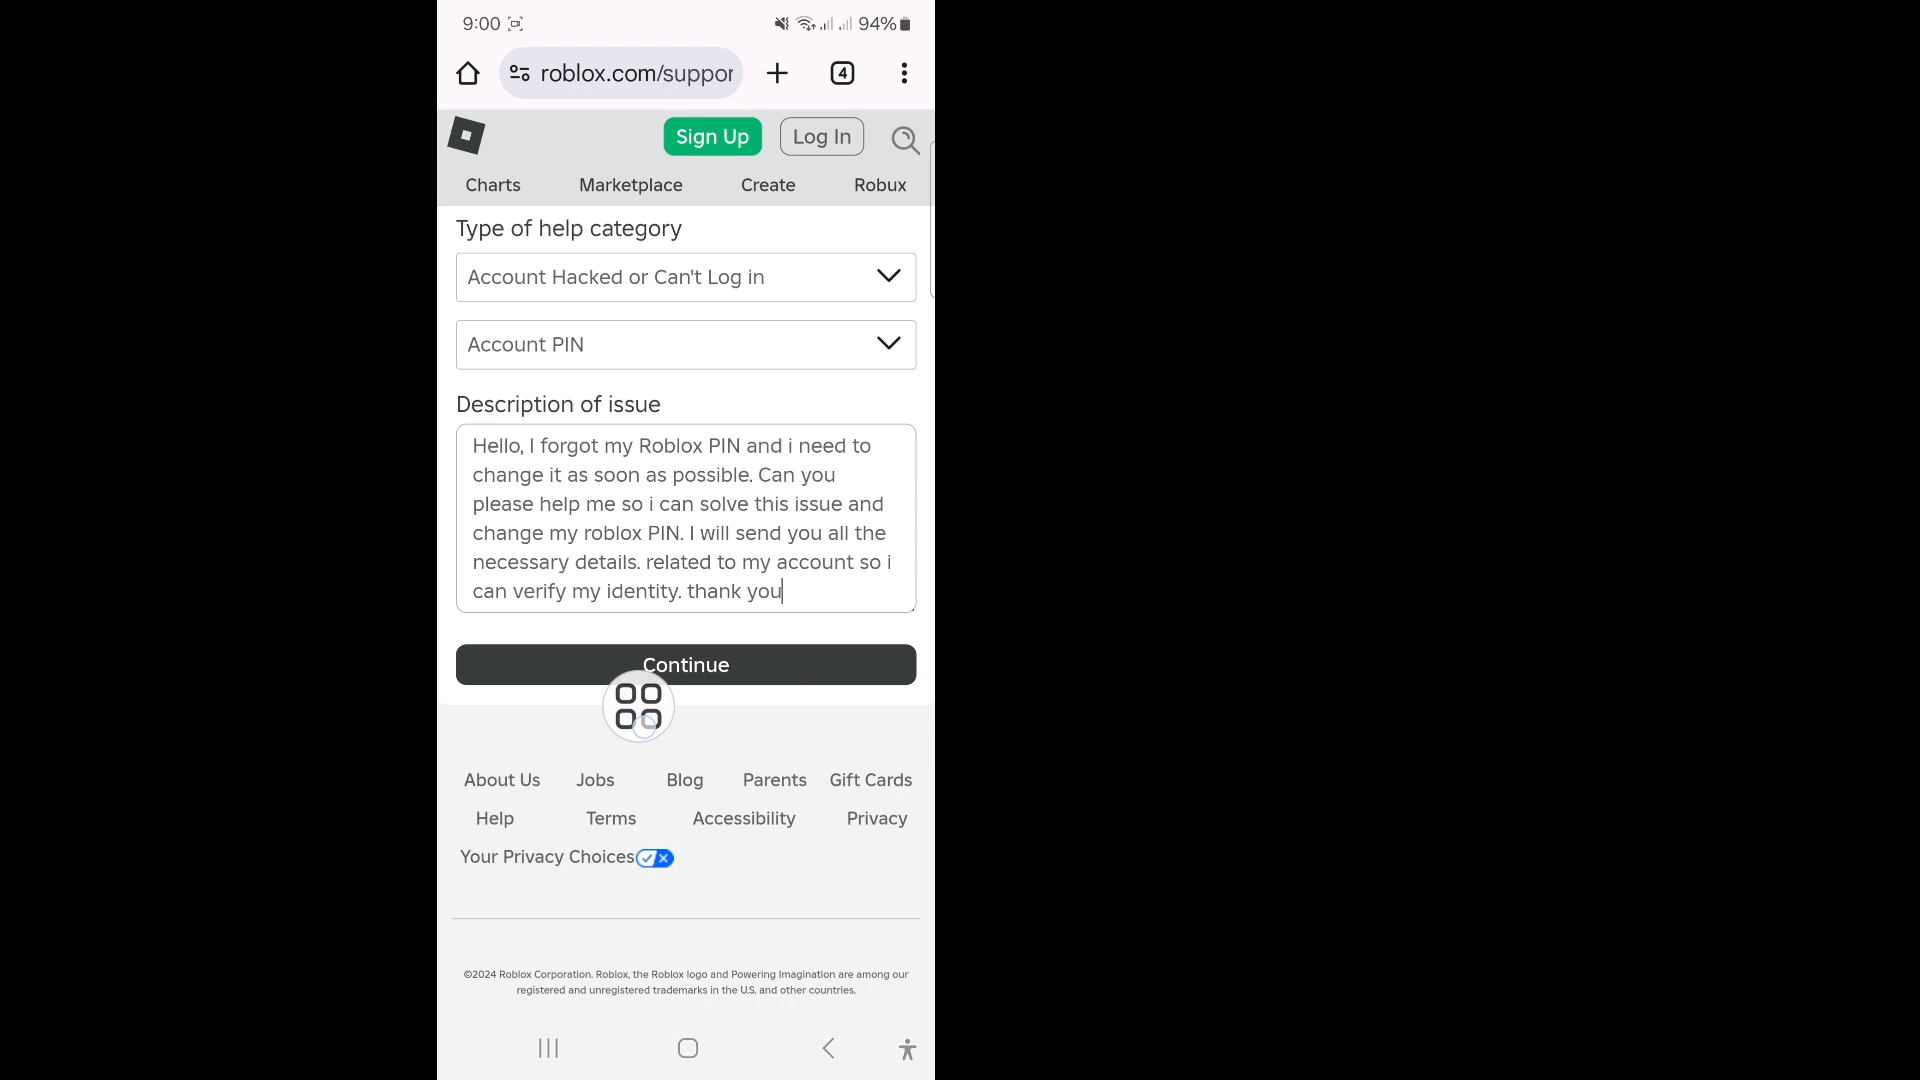 9:00 94%
roblox.com/suppor 4
Sign Up Log In
Charts Marketplace Create Robux
Type of help category
Account Hacked or Can't Log in
Account PIN
Description of issue
Hello, I forgot my Roblox PIN and i need to
change it as soon as possible. Can you
please help me so i can solve this issue and
change my roblox PIN. I will send you all the
necessary details. related to my account so i
can verify my identity. thank you
Continue
About Us Jobs Blog Parents Gift Cards
Help Terms Accessibility Privacy
Your Privacy Choices
©2024 Roblox Corporation. Roblox, the Roblox logo and Powering Imagination are among our
registered and unregistered trademarks in the U.S. and other countries.